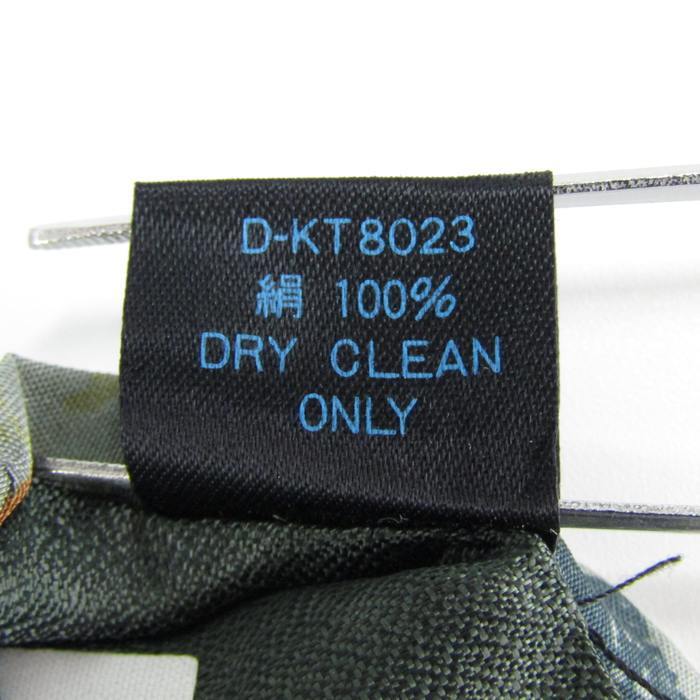 D-KT8023
絹 100%
DRY CLEAN
ONLY